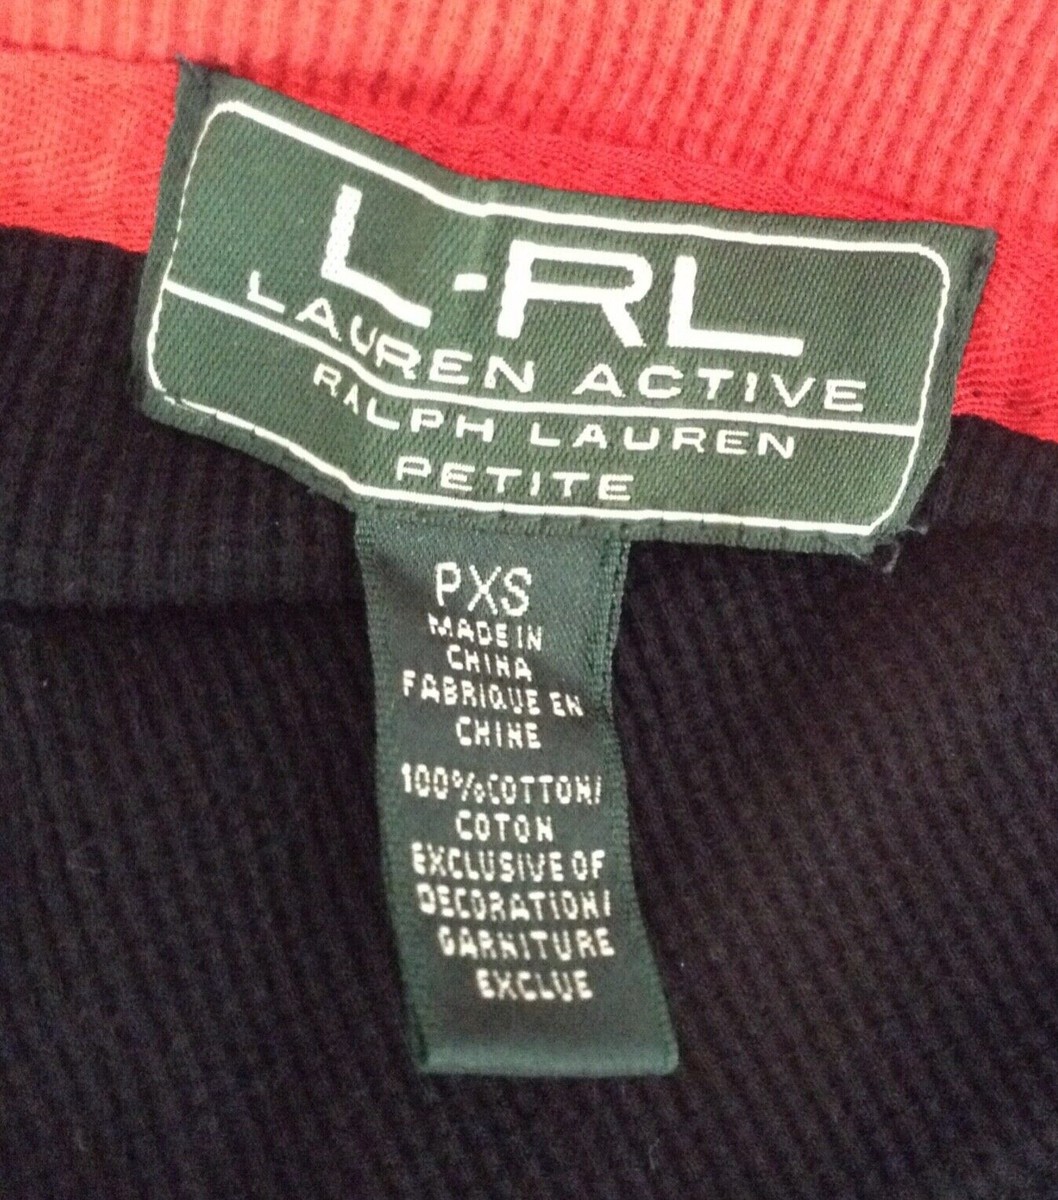 L-RL
LAUREN ACTIVE
RALPH LAUREN
PETITE
PXS
MADE IN
CHINA
FABRIQUE EN
CHINE
100%COTTON/
COTON
EXCLUSIVE OF
DECORATION/
GARNITURE
EXCLUE